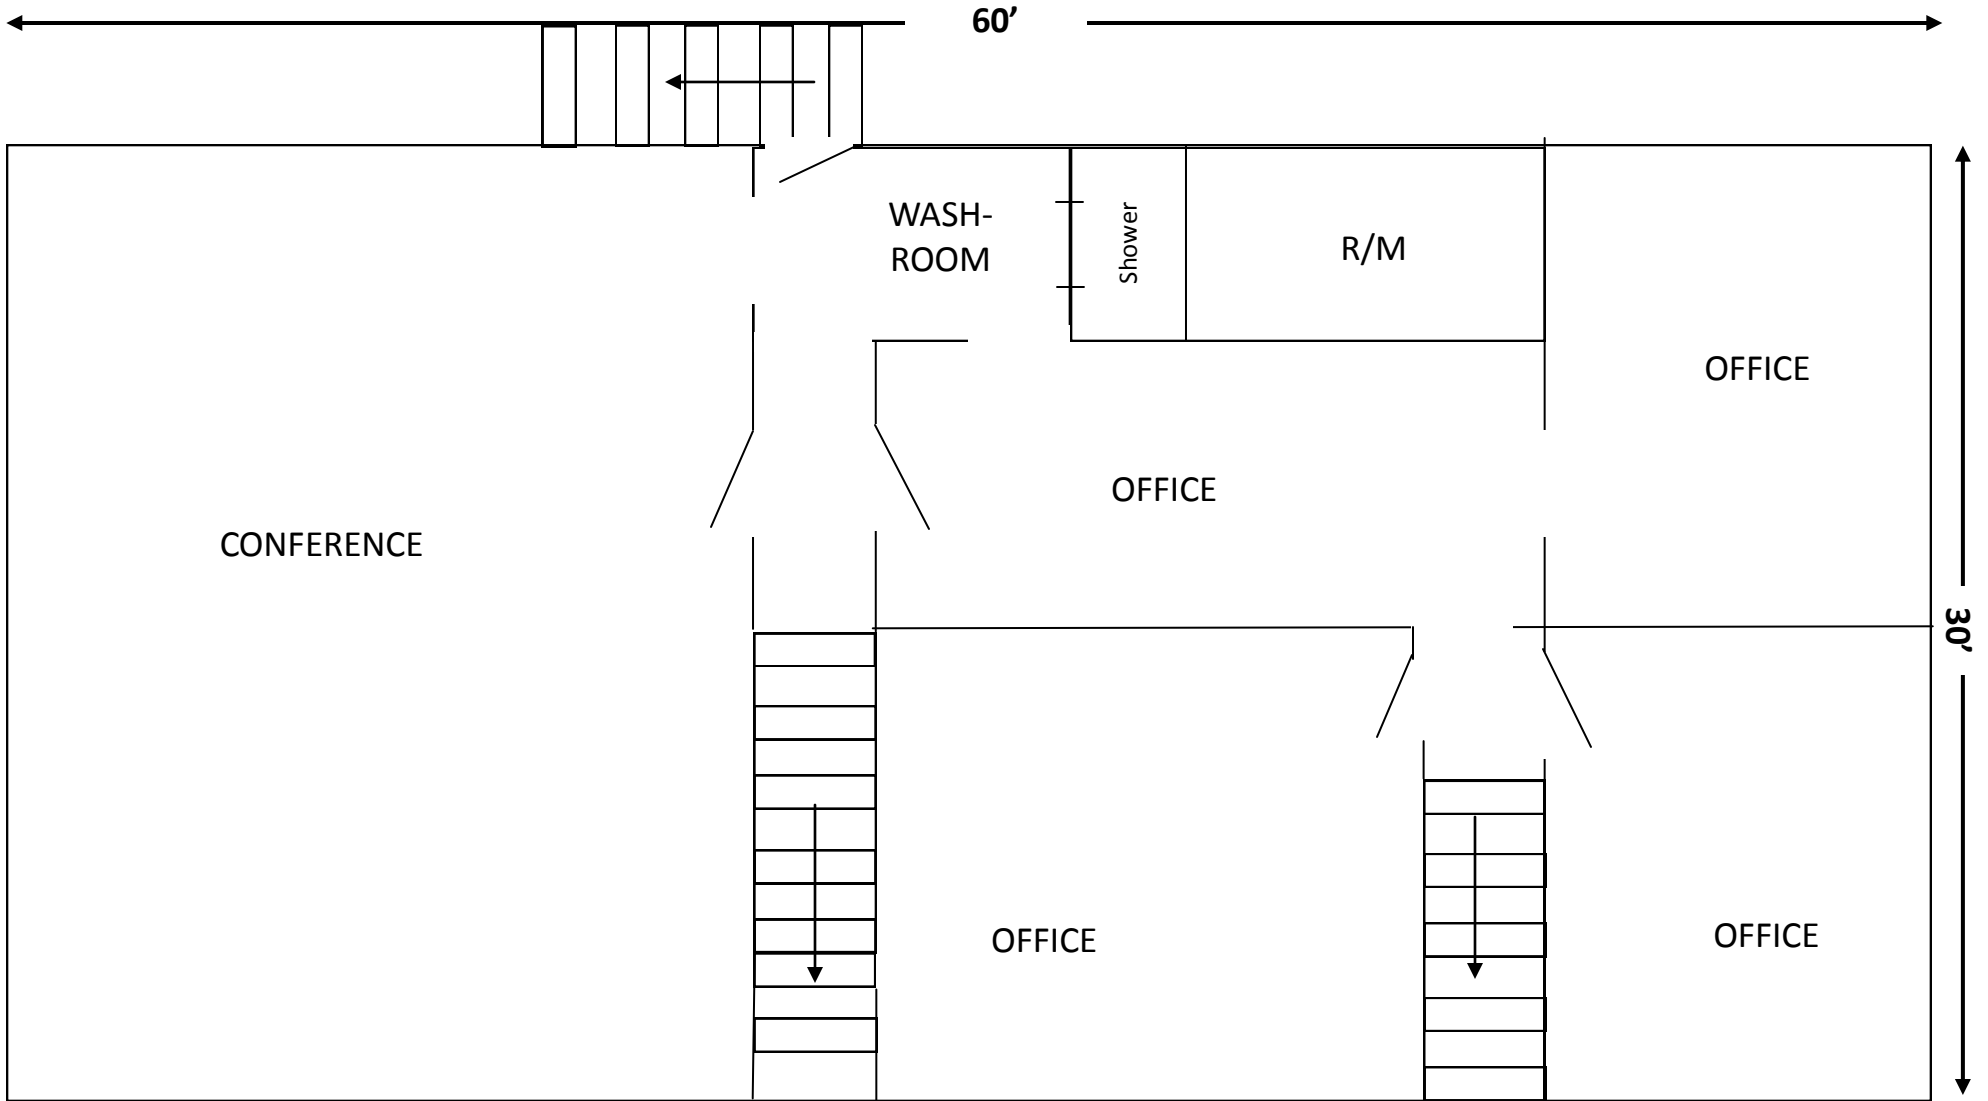 60’
WASH-
ROOM
Shower
R/M
OFFICE
OFFICE
CONFERENCE
30’
OFFICE
OFFICE